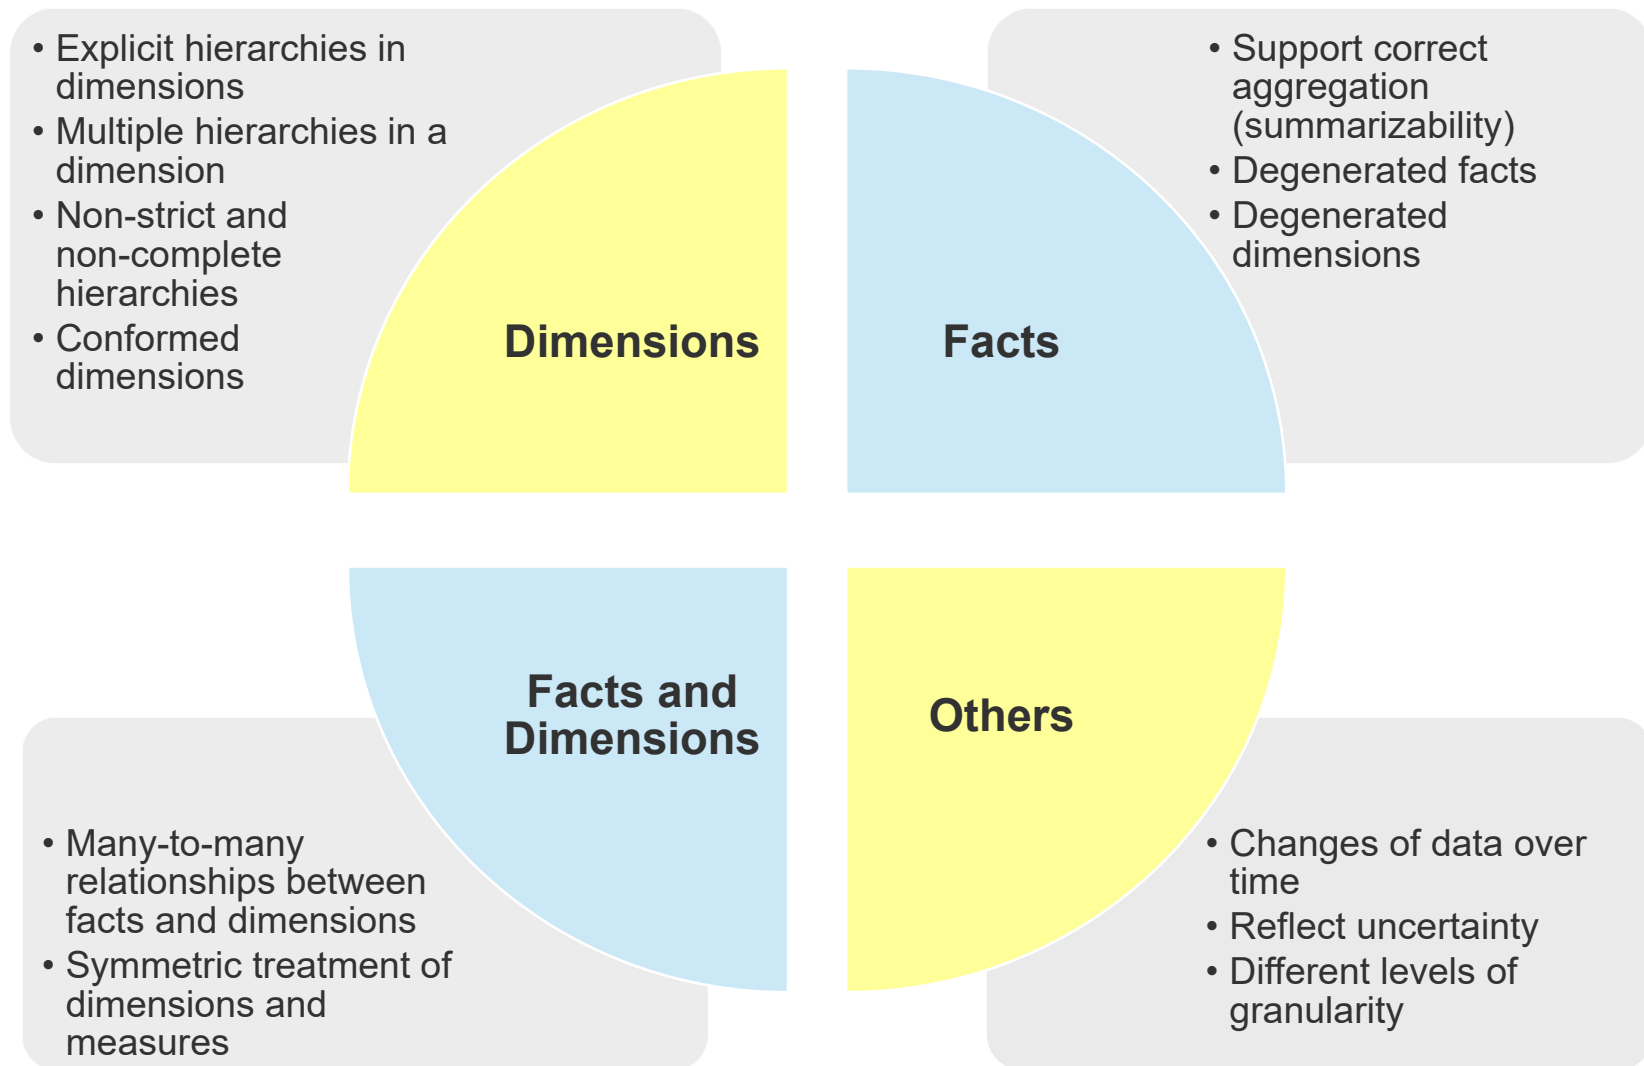 • Explicit hierarchies in
dimensions
• Multiple hierarchies in a
dimension
• Non-strict and
non-complete
hierarchies
• Conformed
dimensions
Dimensions
• Support correct
aggregation
(summarizability)
• Degenerated facts
• Degenerated
dimensions
Facts
Facts and
Dimensions
• Many-to-many
relationships between
facts and dimensions
• Symmetric treatment of
dimensions and
measures
Others
• Changes of data over
time
• Reflect uncertainty
• Different levels of
granularity